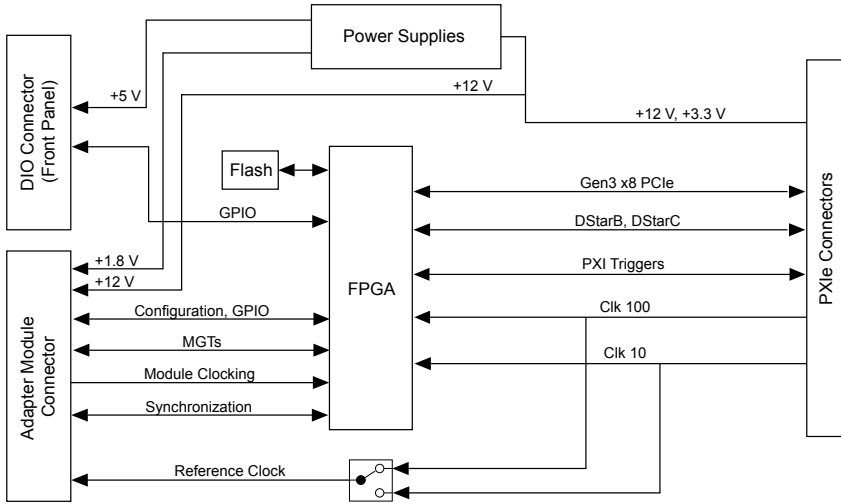 Power Supplies
DIO Connector
(Front Panel)
+5 V
+12 V
+12 V, +3.3 V
PXIe Connectors
Flash
FPGA
Gen3 x8 PCIe
GPIO
DStarB, DStarC
Adapter Module
Connector
+1.8 V
+12 V
PXI Triggers
Configuration, GPIO
Clk 100
MGTs
Clk 10
Module Clocking
Synchronization
Reference Clock